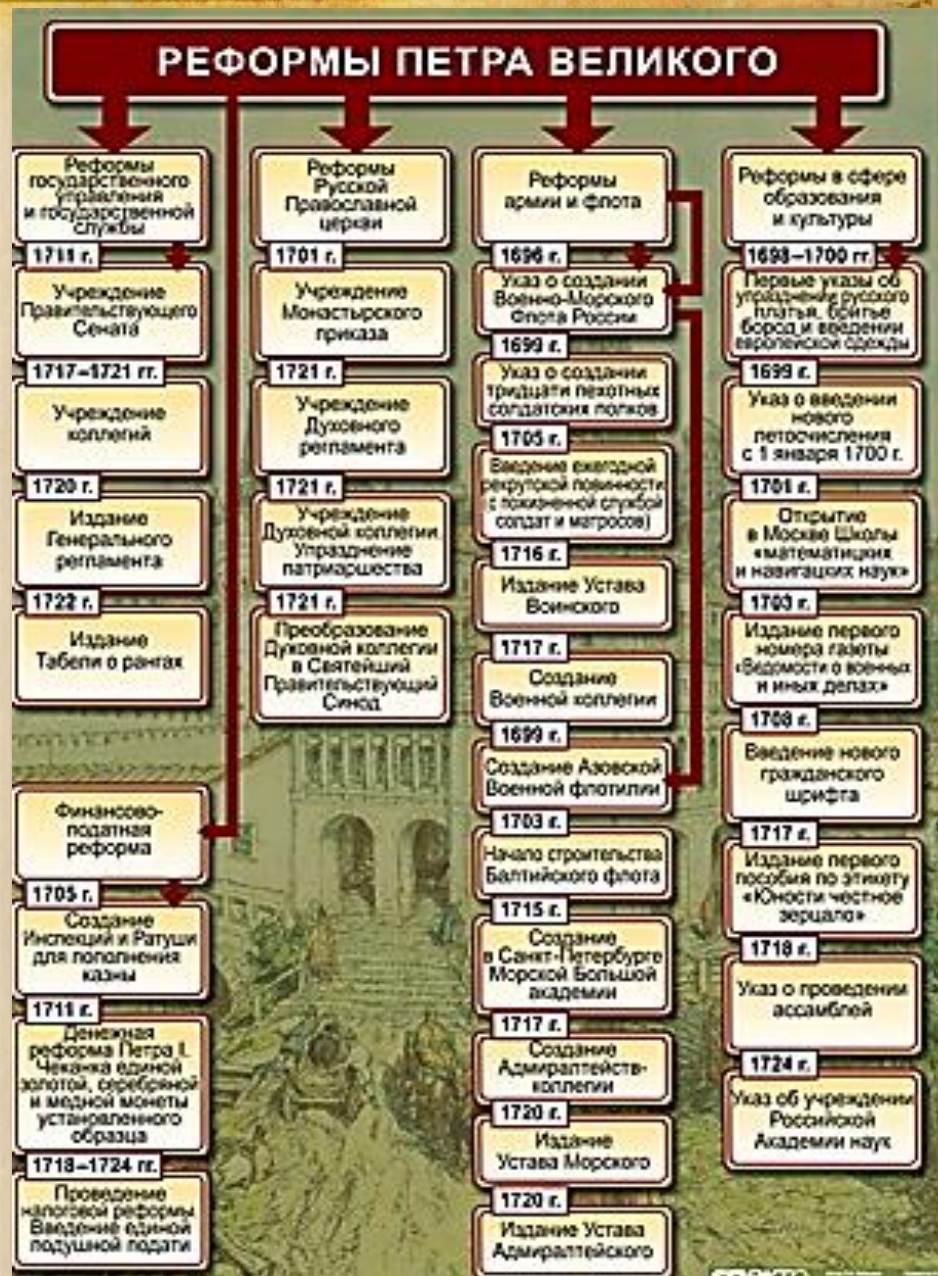 РЕФОРМЫ ПЕТРА ВЕЛИКОГО
Реформы
государственного
управления
и государственной
службы
1711 г.
Учреждение
Правительствующего
Сената
1717–1721 гг.
Учреждение
коллегий
1720 г.
Издание
Генерального
регламента
1722 г.
Издание
Табели о рангах
Финансово-
податная
реформа
1705 г.
Создание
Инспекций и Ратуши
для пополнения
казны
1711 г.
Денежная
реформа Петра I.
Чеканка единой
золотой, серебряной
и медной монеты
установленного
образца
1718–1724 гг.
Проведение
налоговой реформы
Введение единой
подушной подати
Реформы
Русской
Православной
церкви
1701 г.
Учреждение
Монастырского
приказа
1721 г.
Учреждение
Духовного
регламента
1721 г.
Учреждение
Духовной коллегии
Упразднение
патриаршества
1721 г.
Преобразование
Духовной коллегии
в Святейший
Правительствующий
Синод
Реформы
армии и флота
1696 г.
Указ о создании
Военно-Морского
Флота России
1699 г.
Указ о создании
тридцати пехотных
солдатских полков
1705 г.
Введение ежегодной
рекрутской повинности
(с пожизненной службой
солдат и матросов)
1716 г.
Издание Устава
Воинского
1717 г.
Создание
Военной коллегии
1699 г.
Создание Азовской
Военной флотилии
1703 г.
Начало строительства
Балтийского флота
1715 г.
Создание
в Санкт-Петербурге
Морской Большой
академии
1717 г.
Создание
Адмиралтейств-
коллегии
1720 г.
Издание
Устава Морского
1720 г.
Издание Устава
Адмиралтейского
Реформы в сфере
образования
и культуры
1698–1700 гг.
Первые указы об
упразднении русского
платья, бритье
бород и введении
европейской одежды
1699 г.
Указ о введении
нового
летосчисления
с 1 января 1700 г.
1701 г.
Открытие
в Москве Школы
«математицких
и навигацких наук»
1703 г.
Издание первого
номера газеты
«Ведомости о военных
и иных делах»
1708 г.
Введение нового
гражданского
шрифта
1717 г.
Издание первого
пособия по этикету
«Юности честное
зерцало»
1718 г.
Указ о проведении
ассамблей
1724 г.
Указ об учреждении
Российской
Академии наук